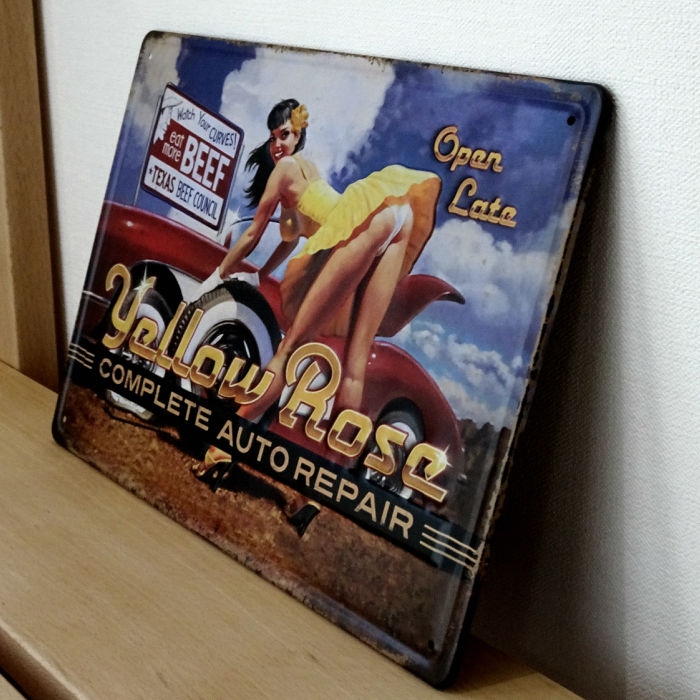 Watch Your CURVES!
eat
more BEEF
★TEXAS BEEF COUNCIL
Open
Late
Yellow Rose
COMPLETE AUTO REPAIR